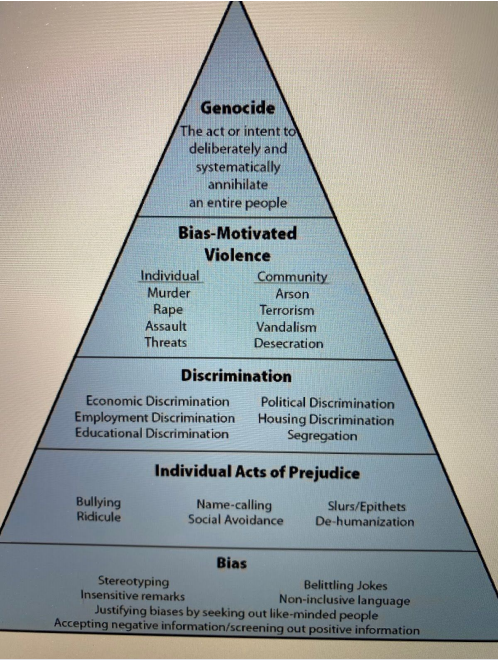 Genocide
The act or intent to
deliberately and
systematically
annihilate
an entire people
Bias-Motivated
Violence
Individual Community
Murder Arson
Rape Terrorism
Assault Vandalism
Threats Desecration
Discrimination
Economic Discrimination Political Discrimination
Employment Discrimination Housing Discrimination
Educational Discrimination Segregation
Individual Acts of Prejudice
Bullying Name-calling Slurs/Epithets
Ridicule Social Avoidance De-humanization
Bias
Stereotyping Belittling Jokes
Insensitive remarks Non-inclusive language
Justifying biases by seeking out like-minded people
Accepting negative information/screening out positive information